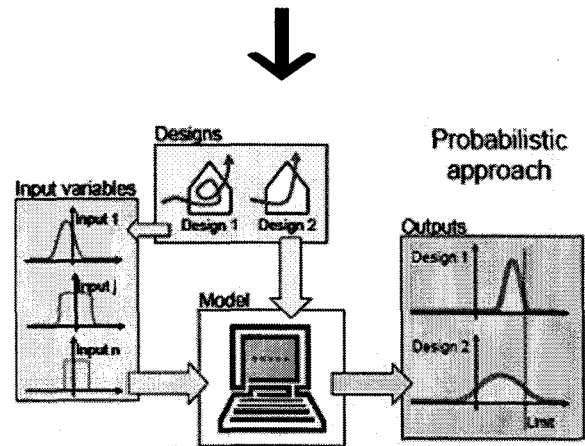 Designs
Probabilistic
approach
Input variables
Design 1
Design 2
Input 1
Outputs
Design 1
Input j
Model
Input n
Design 2
Limit